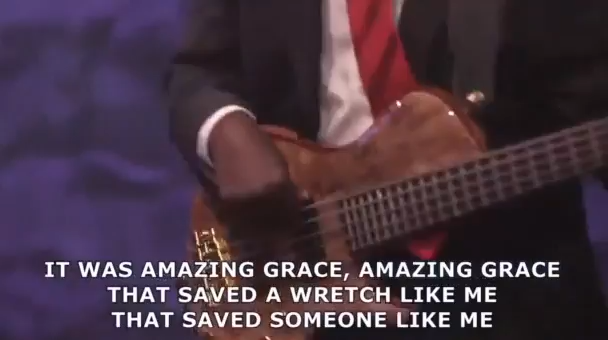 IT WAS AMAZING GRACE, AMAZING GRACE
THAT SAVED A WRETCH LIKE ME
THAT SAVED SOMEONE LIKE ME